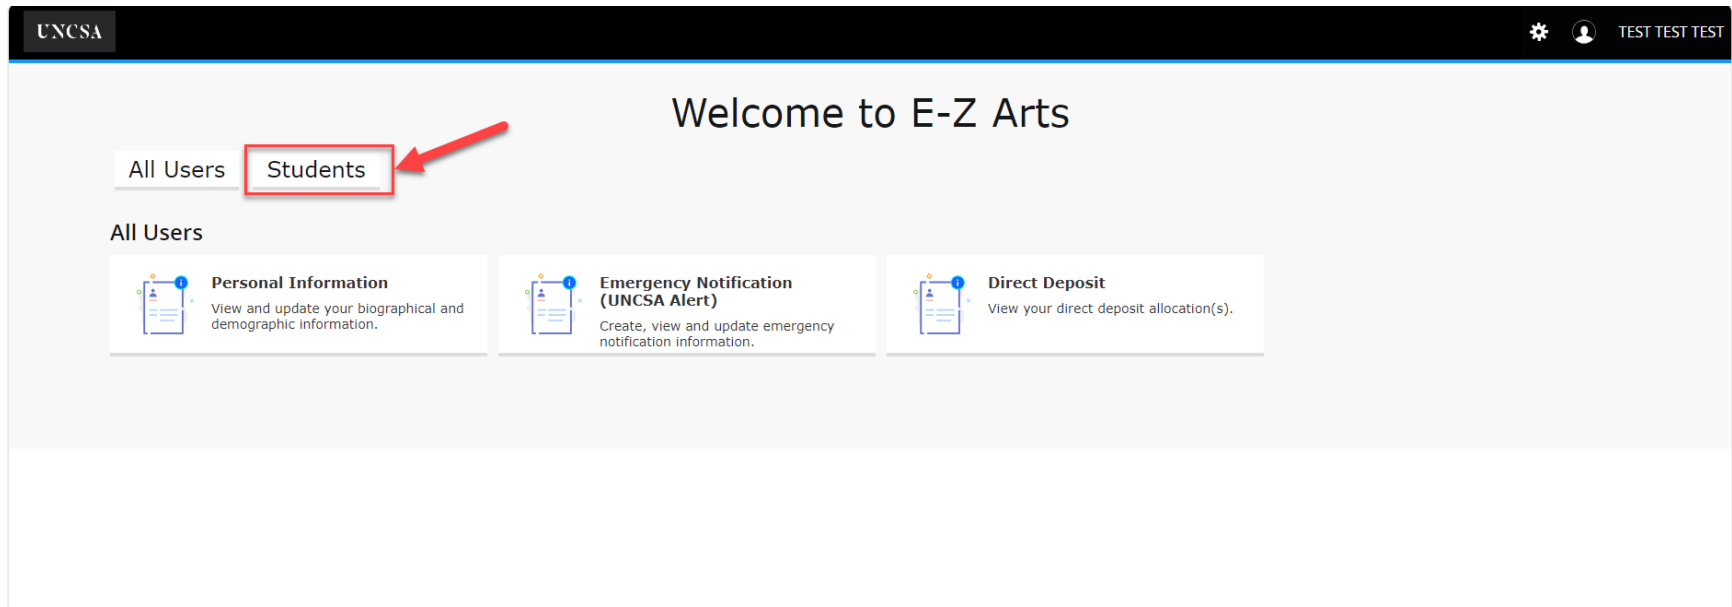 UNCSA
TEST TEST TEST
Welcome to E-Z Arts
All Users
Students
All Users
Personal Information
View and update your biographical and
demographic information.
Emergency Notification
(UNCSA Alert)
Create, view and update emergency
notification information.
Direct Deposit
View your direct deposit allocation(s).